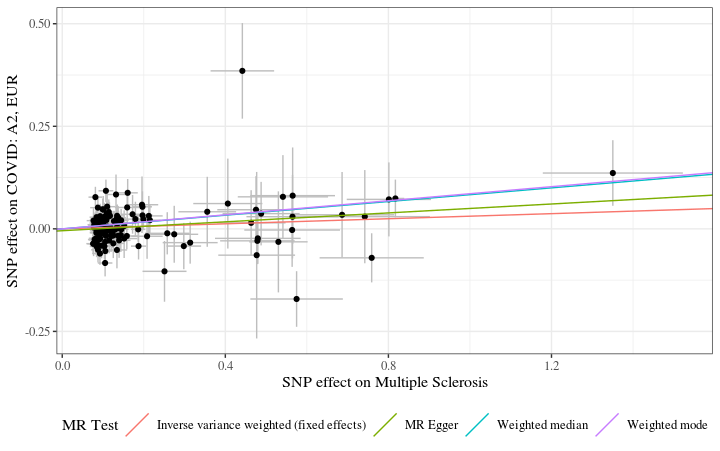 SNP effect on COVID: A2, EUR
0.50
0.25
0.00
-0.25
0.0 0.4 0.8 1.2
SNP effect on Multiple Sclerosis
MR Test Inverse variance weighted (fixed effects) MR Egger Weighted median Weighted mode